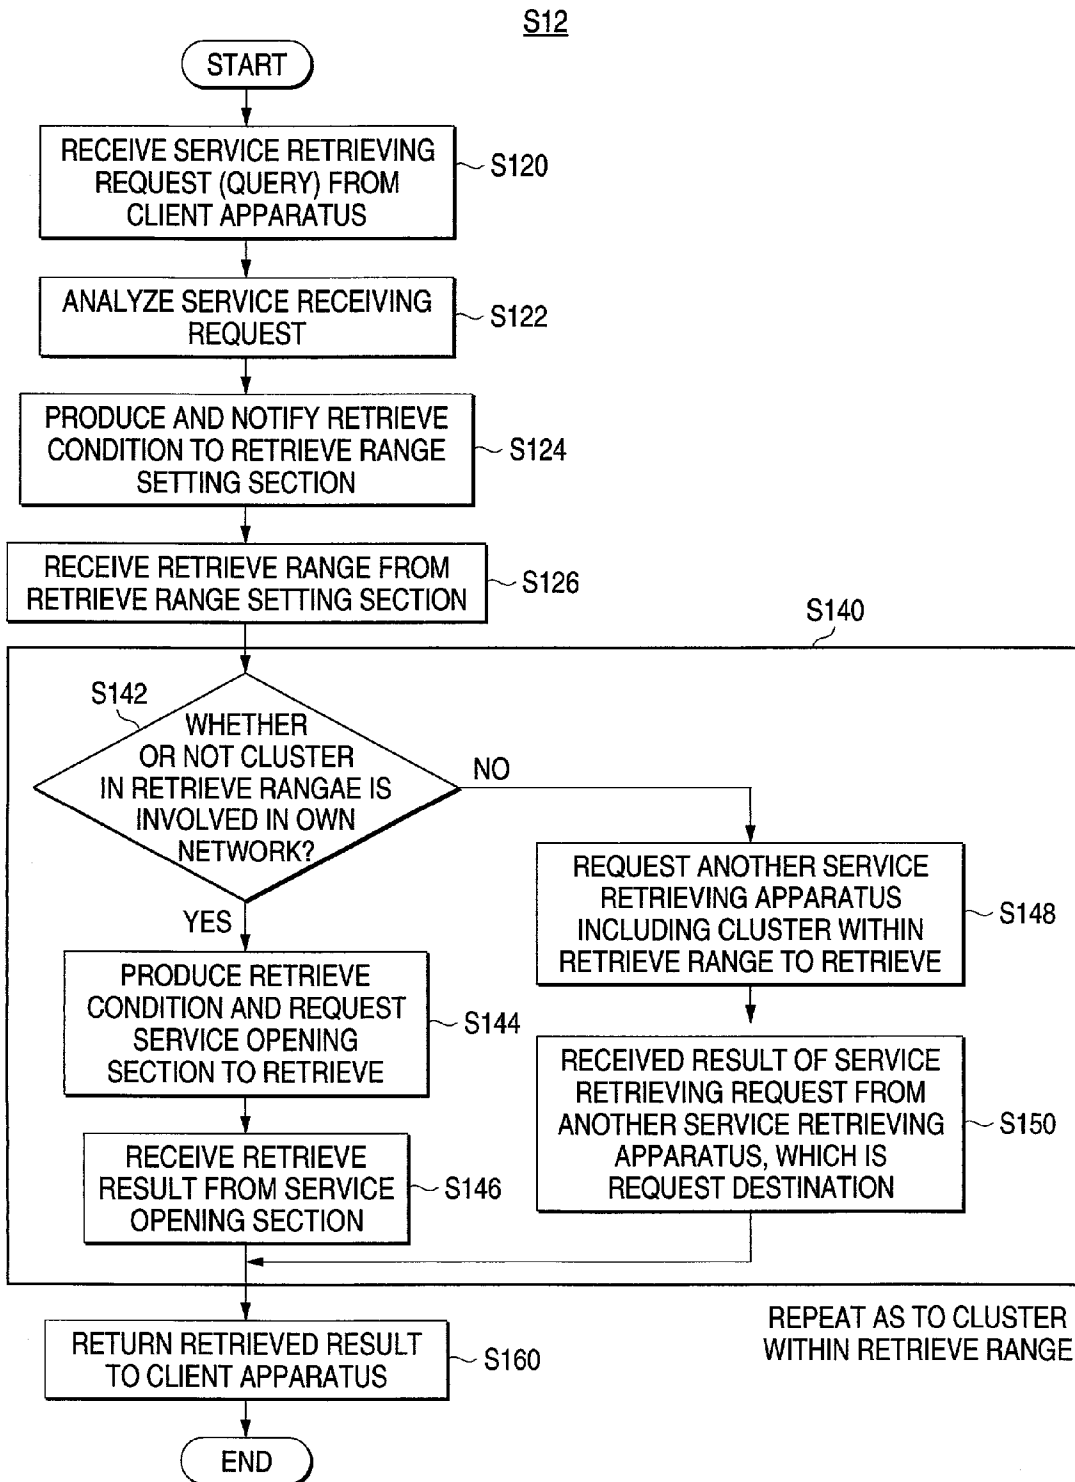 S12
START
RECEIVE SERVICE RETRIEVING
REQUEST (QUERY) FROM
CLIENT APPARATUS
S120
ANALYZE SERVICE RECEIVING
REQUEST
S122
PRODUCE AND NOTIFY RETRIEVE
CONDITION TO RETRIEVE RANGE
SETTING SECTION
S124
RECEIVE RETRIEVE RANGE FROM
RETRIEVE RANGE SETTING SECTION
S126
S140
S142
WHETHER
OR NOT CLUSTER
IN RETRIEVE RANGAE IS
INVOLVED IN OWN
NETWORK?
NO
YES
PRODUCE RETRIEVE
CONDITION AND REQUEST
SERVICE OPENING
SECTION TO RETRIEVE
S144
RECEIVE RETRIEVE
RESULT FROM SERVICE
OPENING SECTION
S146
REQUEST ANOTHER SERVICE
RETRIEVING APPARATUS
INCLUDING CLUSTER WITHIN
RETRIEVE RANGE TO RETRIEVE
S148
RECEIVED RESULT OF SERVICE
RETRIEVING REQUEST FROM
ANOTHER SERVICE RETRIEVING
APPARATUS, WHICH IS
REQUEST DESTINATION
S150
REPEAT AS TO CLUSTER
WITHIN RETRIEVE RANGE
RETURN RETRIEVED RESULT
TO CLIENT APPARATUS
S160
END